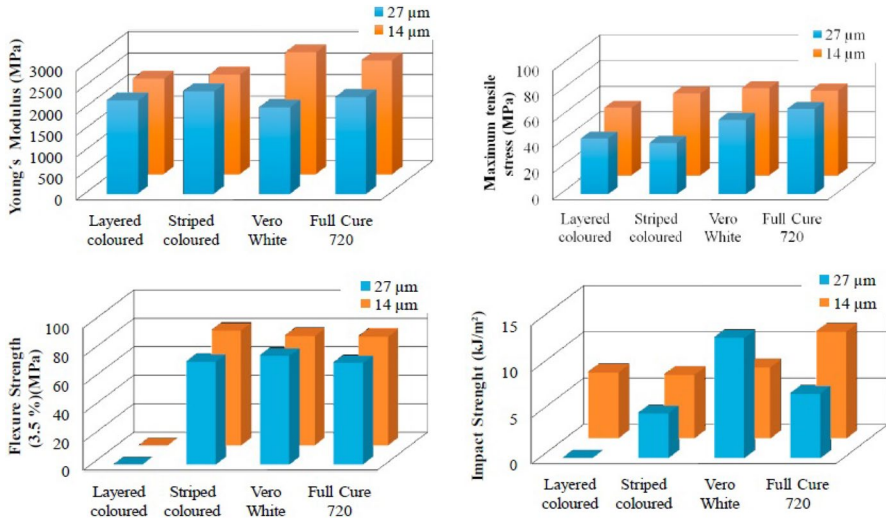 27 µm
14 µm
Young´s Modulus (MPa)
3000
2500
2000
1500
1000
500
0
Layered coloured
Striped coloured
Vero White
Full Cure 720
27 µm
14 µm
Maximum tensile
stress (MPa)
100
80
60
40
20
0
Layered coloured
Striped coloured
Vero White
Full Cure 720
27 µm
14 µm
Flexure Strength
(3.5 %)(MPa)
100
80
60
40
20
0
Layered coloured
Striped coloured
Vero White
Full Cure 720
27 µm
14 µm
Impact Strenght (kJ/m²)
15
10
5
0
Layered coloured
Striped coloured
Vero White
Full Cure 720